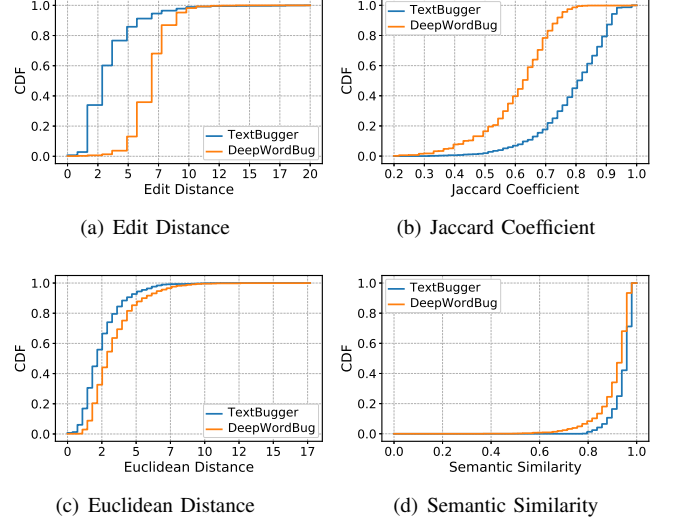 1.0
0.8
0.6
0.4
0.2
0.0
CDF
TextBugger
DeepWordBug
0 2 5 7 10 12 15 17 20
Edit Distance
(a) Edit Distance
1.0
0.8
0.6
0.4
0.2
0.0
CDF
TextBugger
DeepWordBug
0.2 0.3 0.4 0.5 0.6 0.7 0.8 0.9 1.0
Jaccard Coefficient
(b) Jaccard Coefficient
1.0
0.8
0.6
0.4
0.2
0.0
CDF
TextBugger
DeepWordBug
0 2 5 7 10 12 15 17
Euclidean Distance
(c) Euclidean Distance
1.0
0.8
0.6
0.4
0.2
0.0
CDF
TextBugger
DeepWordBug
0.0 0.2 0.4 0.6 0.8 1.0
Semantic Similarity
(d) Semantic Similarity